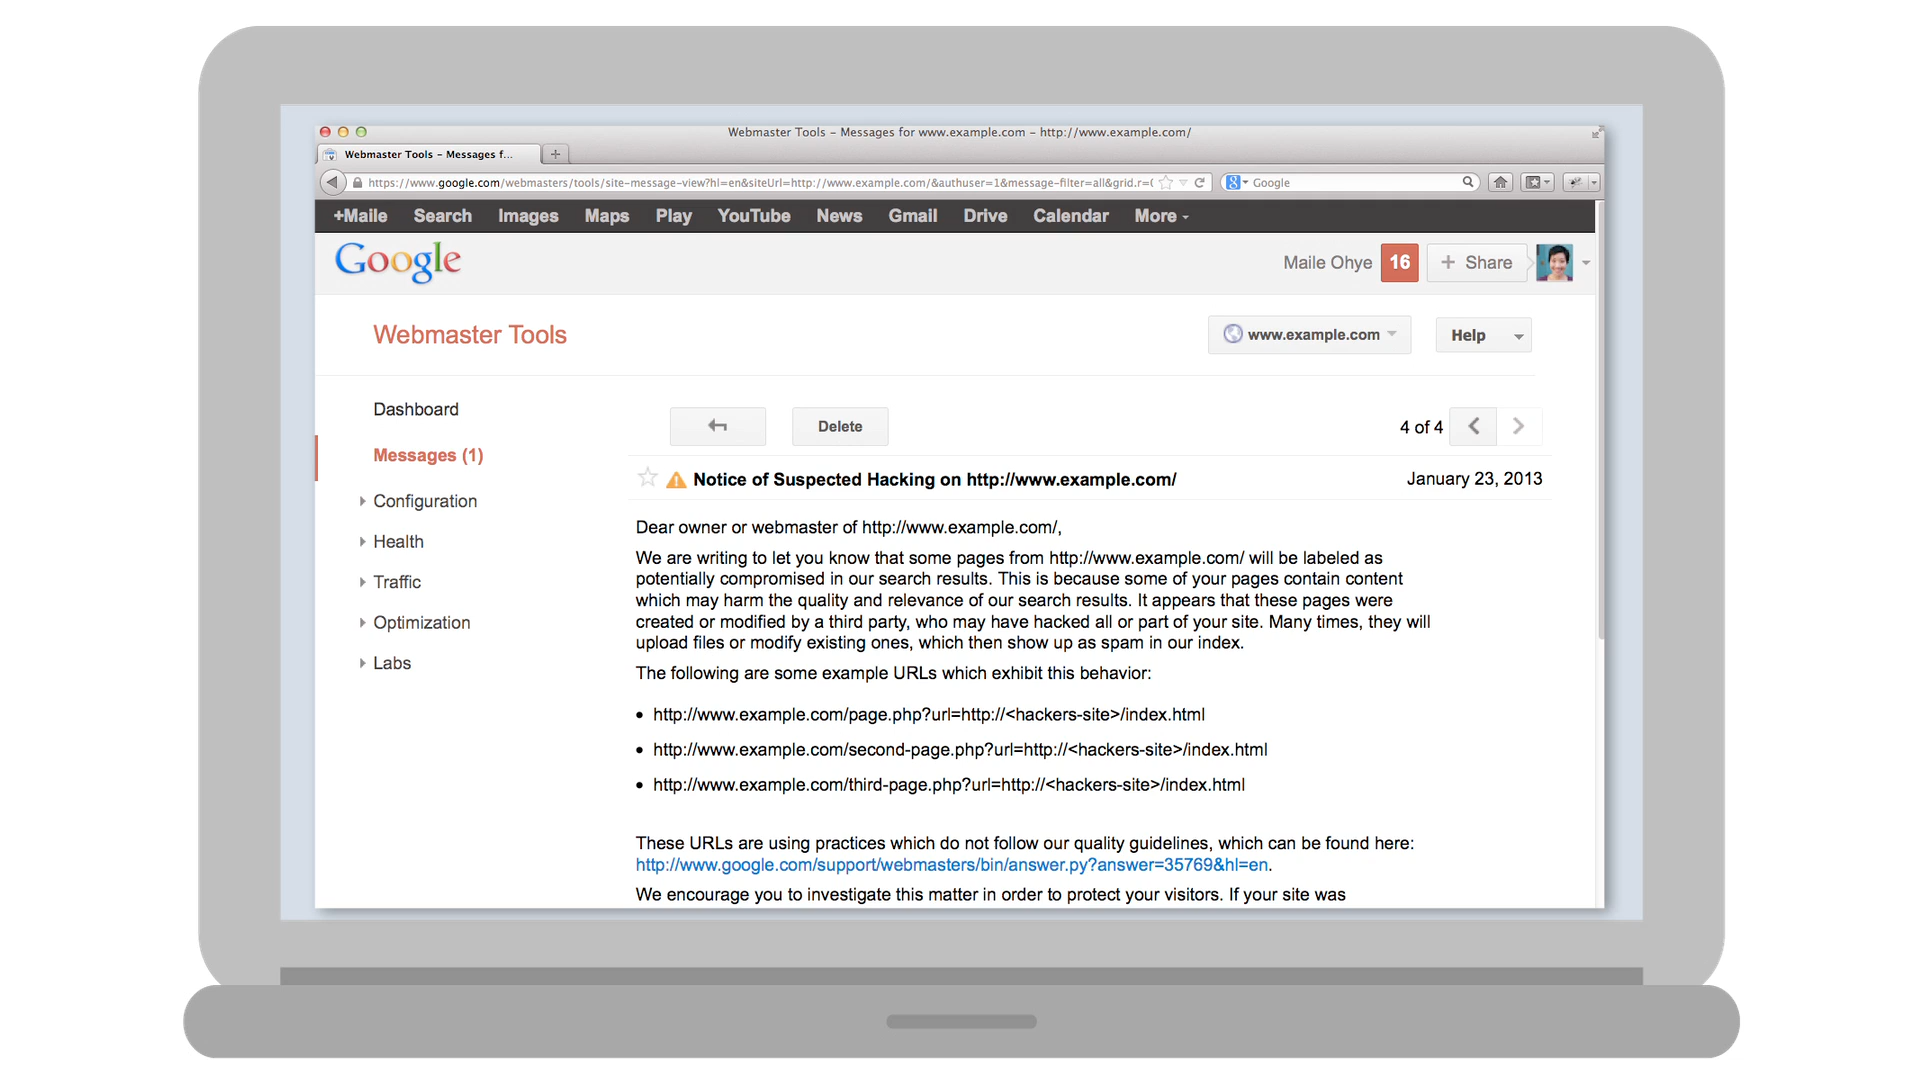 Webmaster Tools – Messages for www.example.com – http://www.example.com/
Webmaster Tools – Messages f...
https://www.google.com/webmasters/tools/site-message-view?hl=en&siteUrl=http://www.example.com/&authuser=1&message-filter=all&grid.r=
Google
+Maile Search Images Maps Play YouTube News Gmail Drive Calendar More
Google
Maile Ohye 16 + Share
Webmaster Tools
www.example.com
Help
Dashboard
Messages (1)
Configuration
Health
Traffic
Optimization
Labs
Delete
4 of 4
Notice of Suspected Hacking on http://www.example.com/
January 23, 2013
Dear owner or webmaster of http://www.example.com/,
We are writing to let you know that some pages from http://www.example.com/ will be labeled as
potentially compromised in our search results. This is because some of your pages contain content
which may harm the quality and relevance of our search results. It appears that these pages were
created or modified by a third party, who may have hacked all or part of your site. Many times, they will
upload files or modify existing ones, which then show up as spam in our index.
The following are some example URLs which exhibit this behavior:
• http://www.example.com/page.php?url=http://<hackers-site>/index.html
• http://www.example.com/second-page.php?url=http://<hackers-site>/index.html
• http://www.example.com/third-page.php?url=http://<hackers-site>/index.html
These URLs are using practices which do not follow our quality guidelines, which can be found here:
http://www.google.com/support/webmasters/bin/answer.py?answer=35769&hl=en.
We encourage you to investigate this matter in order to protect your visitors. If your site was